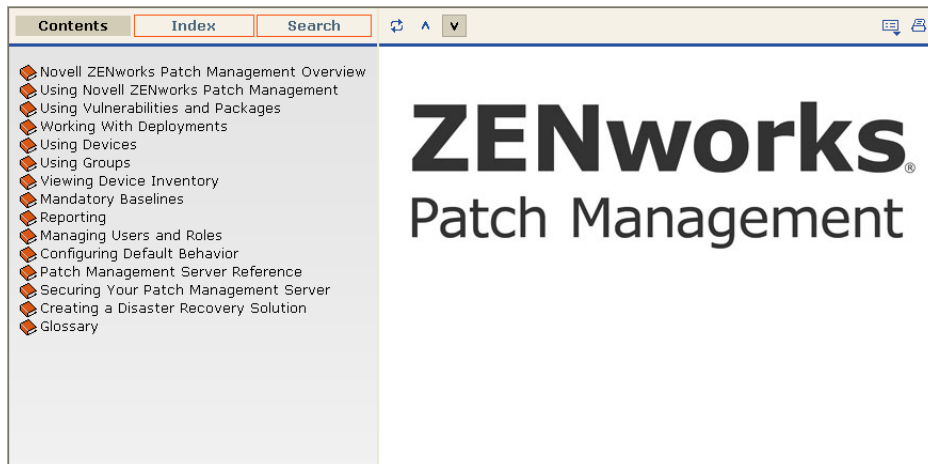 Contents Index Search
Novell ZENworks Patch Management Overview
Using Novell ZENworks Patch Management
Using Vulnerabilities and Packages
Working With Deployments
Using Devices
Using Groups
Viewing Device Inventory
Mandatory Baselines
Reporting
Managing Users and Roles
Configuring Default Behavior
Patch Management Server Reference
Securing Your Patch Management Server
Creating a Disaster Recovery Solution
Glossary
ZENworks®
Patch Management